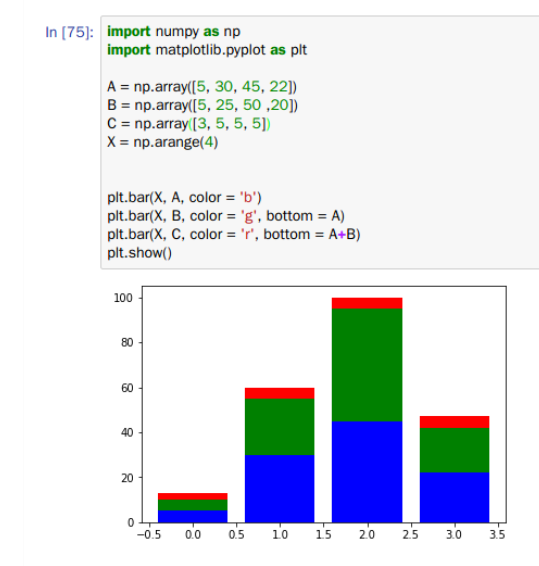 In [75]: import numpy as np
import matplotlib.pyplot as plt
A = np.array([5, 30, 45, 22])
B = np.array([5, 25, 50 ,20])
C = np.array([3, 5, 5, 5])
X = np.arange(4)
plt.bar(X, A, color = 'b')
plt.bar(X, B, color = 'g', bottom = A)
plt.bar(X, C, color = 'r', bottom = A+B)
plt.show()
100
80
60
40
20
0
−0.5 0.0 0.5 1.0 1.5 2.0 2.5 3.0 3.5